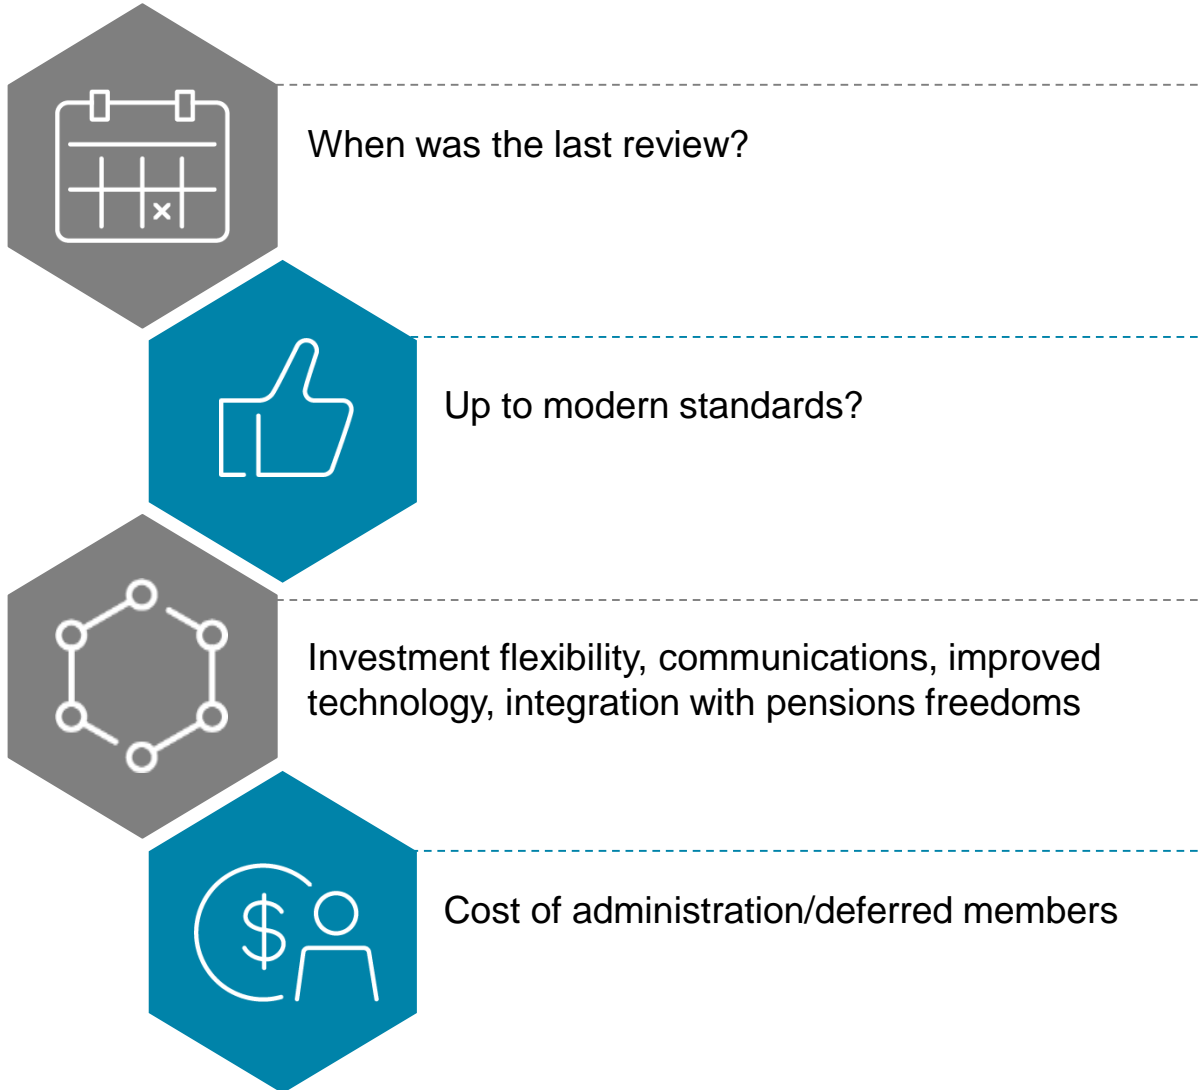 When was the last review?
Up to modern standards?
Investment flexibility, communications, improved
technology, integration with pensions freedoms
$
Cost of administration/deferred members